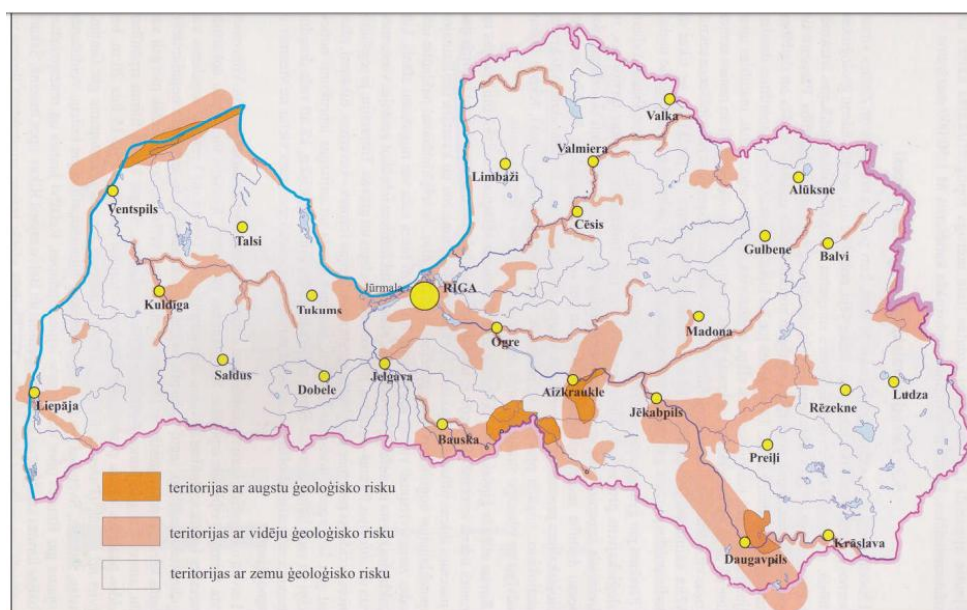 Valka
Valmiera
Limbaži
Alūksne
Ventspils
Cēsis
Talsi
Gulbene
Balvi
Jūrmala
RĪGA
Kuldīga
Tukums
Ogre
Madona
Saldus
Dobele
Jelgava
Aizkraukle
Jēkabpils
Rēzekne
Ludza
Liepāja
Bauska
Preiļi
teritorijas ar augstu ģeoloģisko risku
teritorijas ar vidēju ģeoloģisko risku
Krāslava
Daugavpils
teritorijas ar zemu ģeoloģisko risku